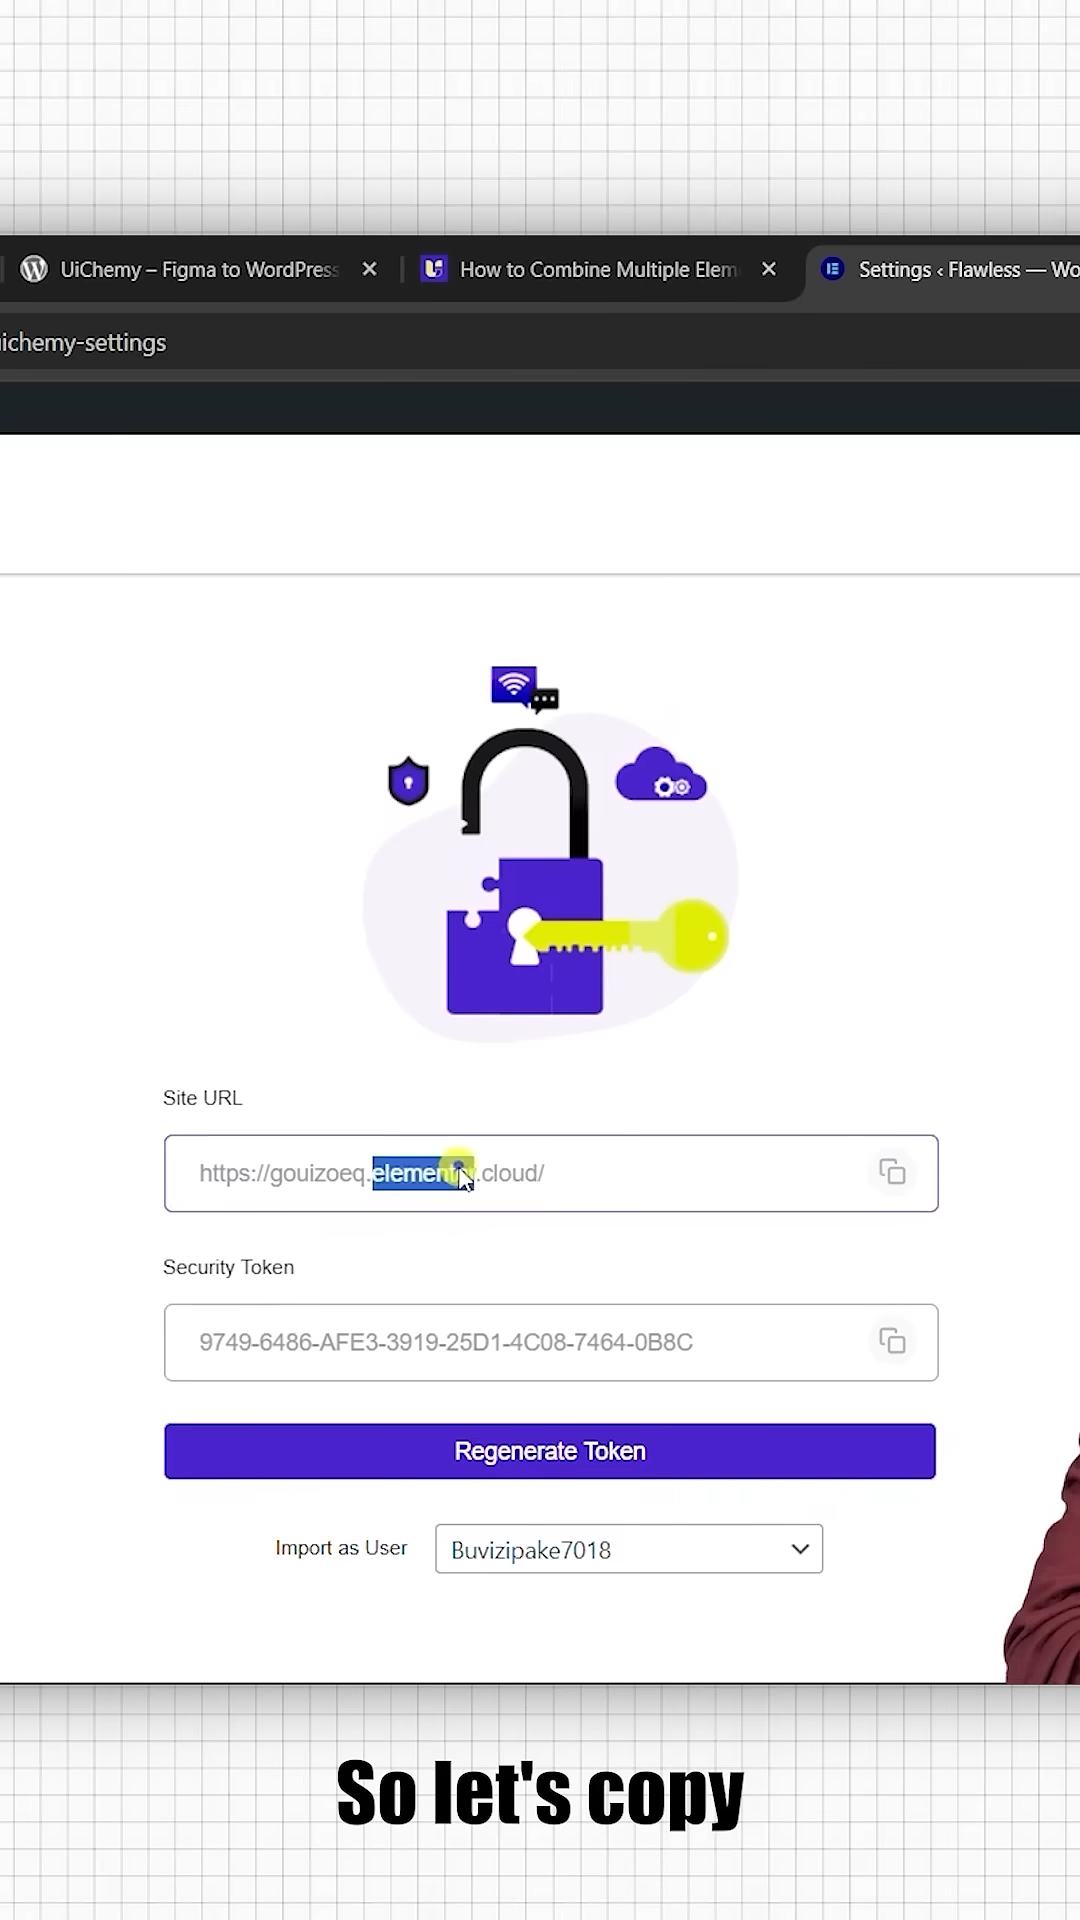 UiChemy – Figma to WordPress
How to Combine Multiple Elem
Settings ‹ Flawless — Wo
ichemy-settings
Site URL
https://gouizoeq.elementor.cloud/
Security Token
9749-6486-AFE3-3919-25D1-4C08-7464-0B8C
Regenerate Token
Import as User
Buvizipake7018
So let's copy